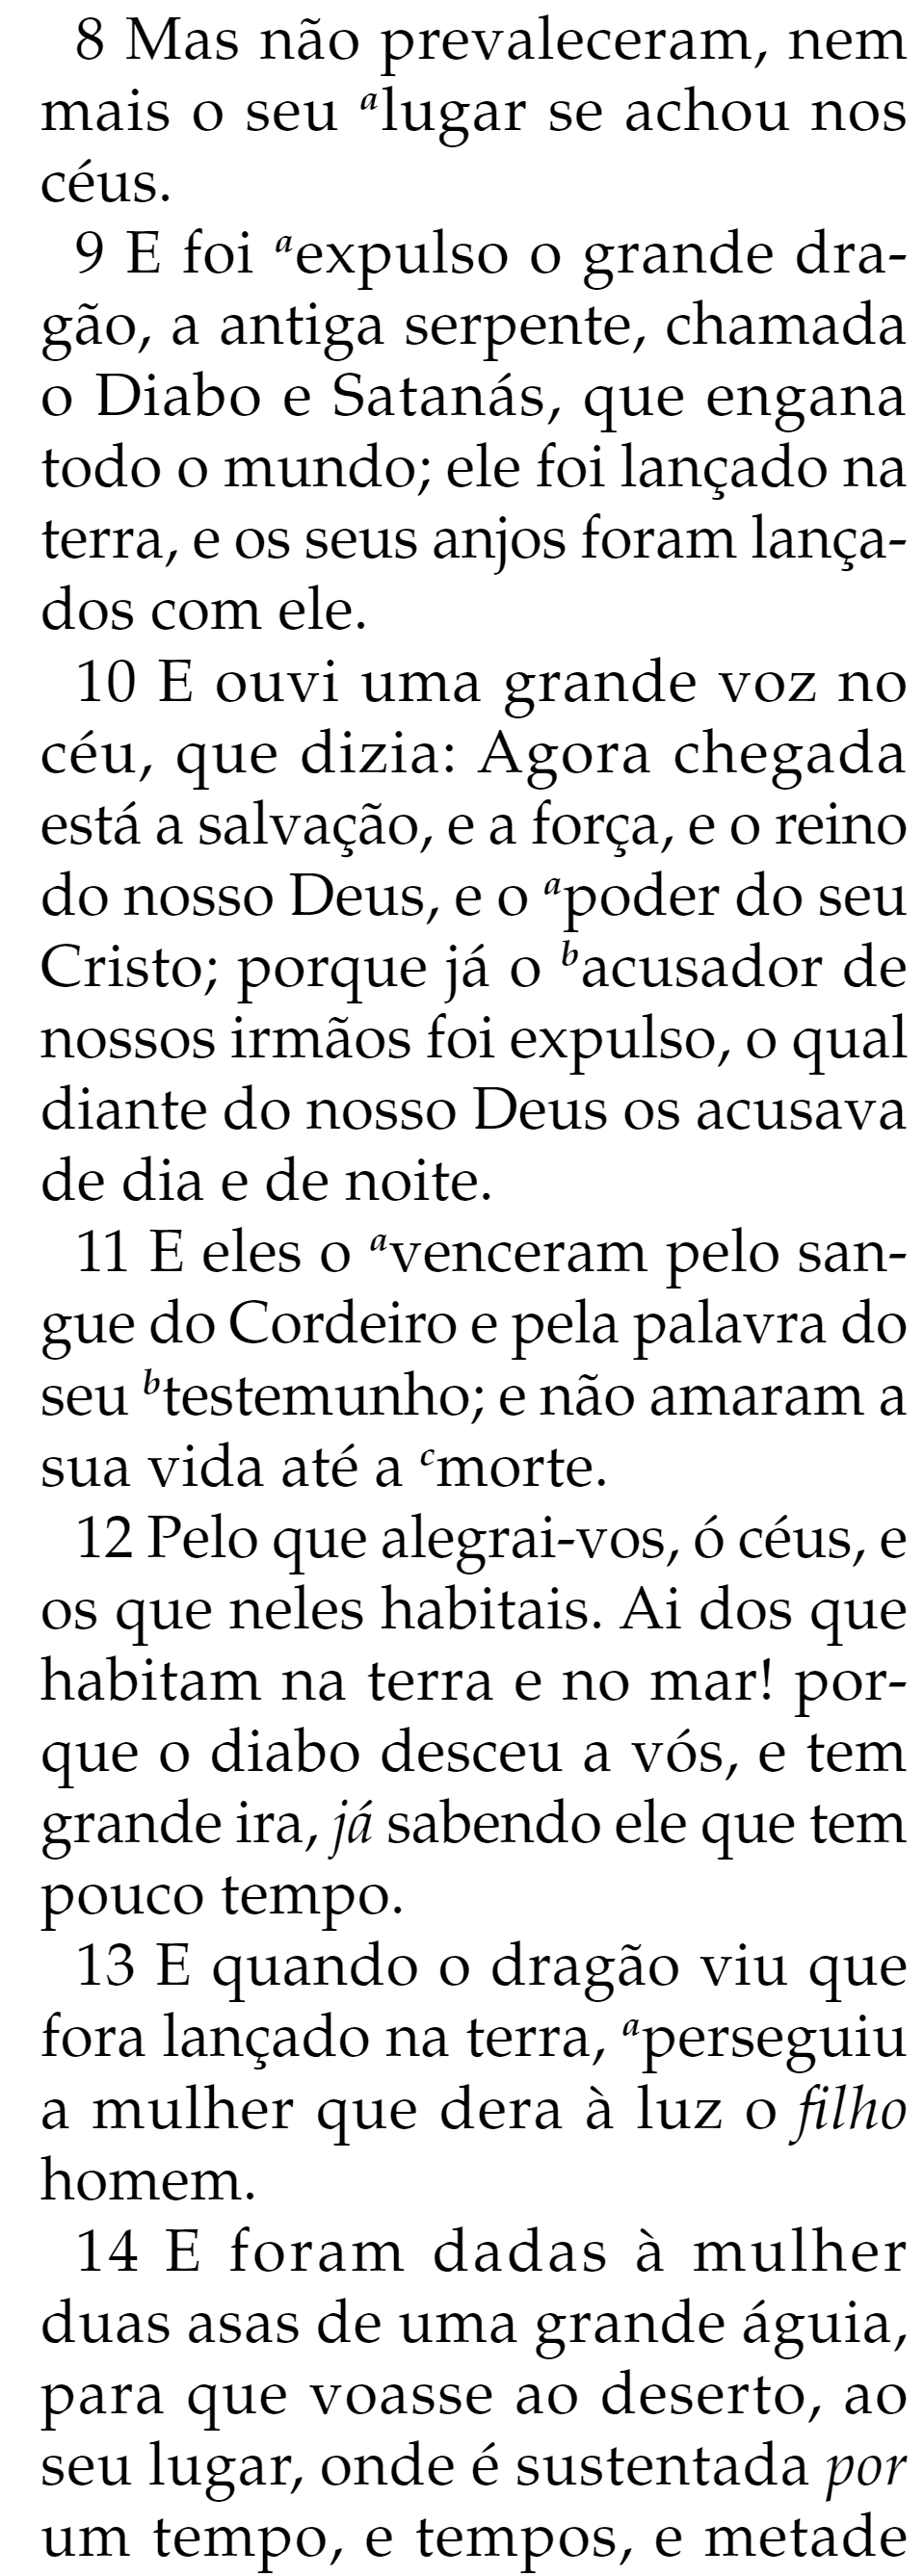 8 Mas não prevaleceram, nem
mais o seu ªlugar se achou nos
céus.
9 E foi ªexpulso o grande dra-
gão, a antiga serpente, chamada
o Diabo e Satanás, que engana
todo o mundo; ele foi lançado na
terra, e os seus anjos foram lança-
dos com ele.
10 E ouvi uma grande voz no
céu, que dizia: Agora chegada
está a salvação, e a força, e o reino
do nosso Deus, e o ªpoder do seu
Cristo; porque já o ᵇacusador de
nossos irmãos foi expulso, o qual
diante do nosso Deus os acusava
de dia e de noite.
11 E eles o ªvenceram pelo san-
gue do Cordeiro e pela palavra do
seu ᵇtestemunho; e não amaram a
sua vida até a ᶜmorte.
12 Pelo que alegrai-vos, ó céus, e
os que neles habitais. Ai dos que
habitam na terra e no mar! por-
que o diabo desceu a vós, e tem
grande ira, já sabendo ele que tem
pouco tempo.
13 E quando o dragão viu que
fora lançado na terra, ªperseguiu
a mulher que dera à luz o filho
homem.
14 E foram dadas à mulher
duas asas de uma grande águia,
para que voasse ao deserto, ao
seu lugar, onde é sustentada por
um tempo, e tempos, e metade